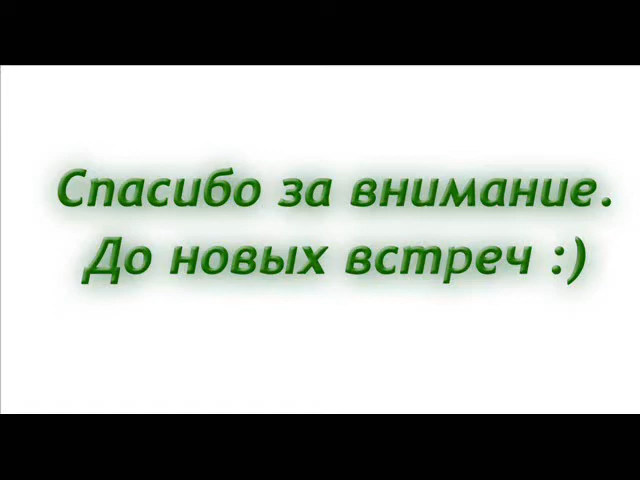 Спасибо за внимание.
До новых встреч :)